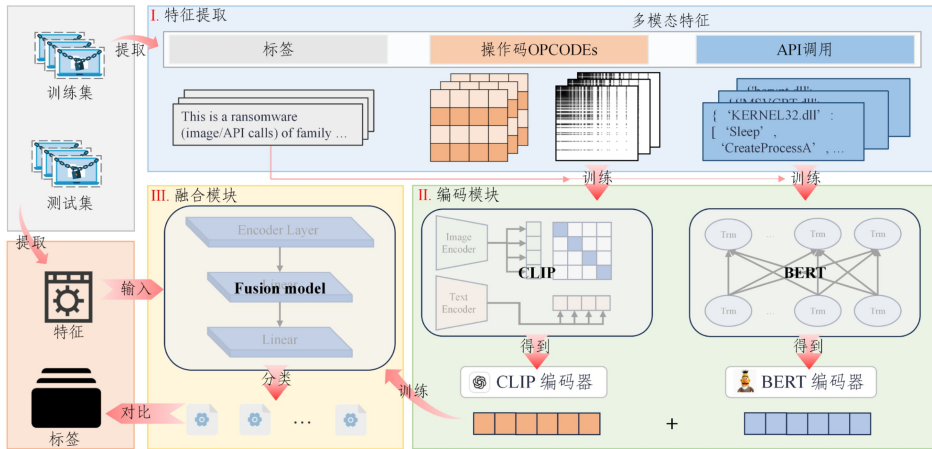 I. 特征提取
多模态特征
提取
标签
操作码OPCODEs
API调用
训练集
This is a ransomware
(image/API calls) of family …
{ 'KERNEL32.dll' :
[ 'Sleep' ,
'CreateProcessA' , …
测试集
训练
训练
提取
III. 融合模块
II. 编码模块
Encoder Layer
Fusion model
Linear
Image
Encoder
CLIP
Text
Encoder
Trm
…
Trm
Trm
BERT
Trm
…
Trm
Trm
特征
输入
得到
得到
分类
训练
CLIP 编码器
BERT 编码器
标签
对比
…
+